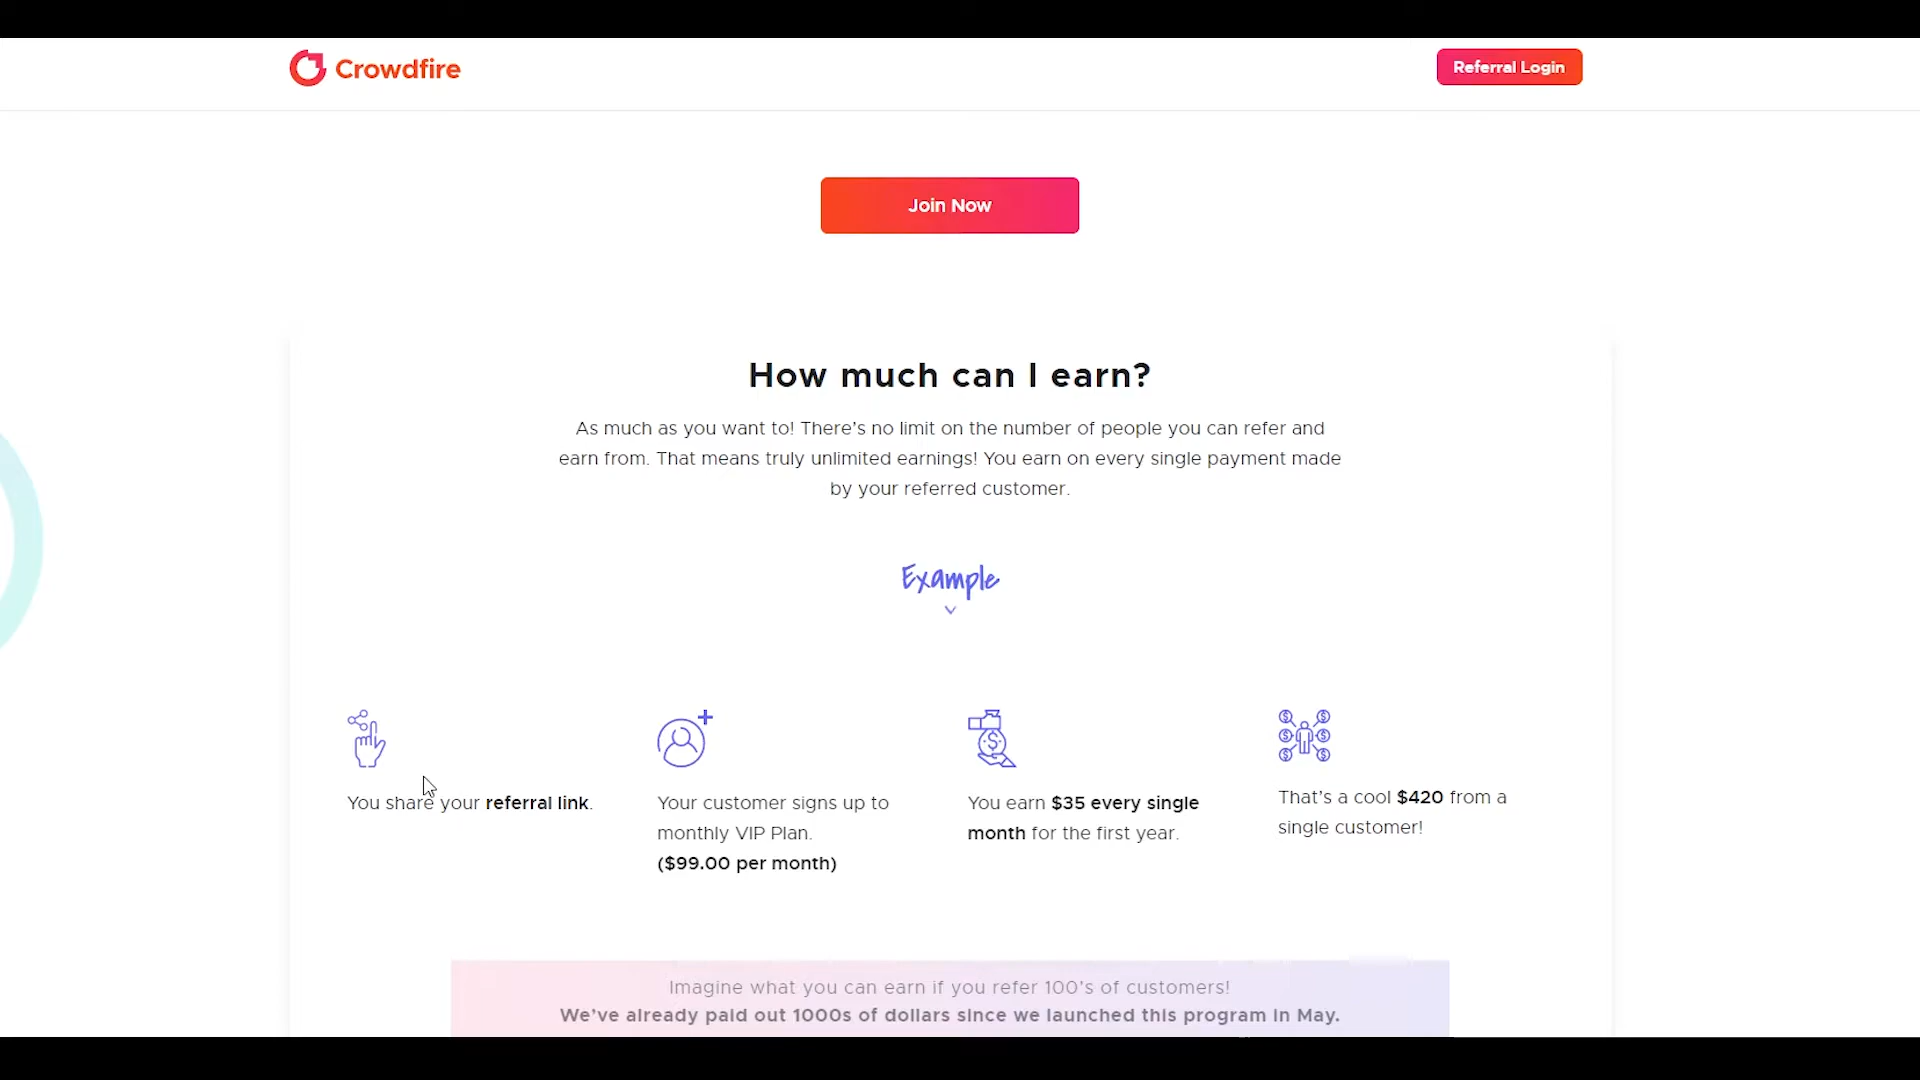 Crowdfire
Referral Login
Join Now
How much can I earn?
As much as you want to! There's no limit on the number of people you can refer and
earn from. That means truly unlimited earnings! You earn on every single payment made
by your referred customer.
Example
You share your referral link.
Your customer signs up to
monthly VIP Plan.
($99.00 per month)
You earn $35 every single
month for the first year.
That's a cool $420 from a
single customer!
Imagine what you can earn if you refer 100's of customers!
We've already paid out 1000s of dollars since we launched this program in May.